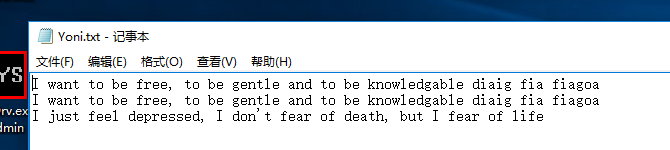 Yoni.txt - 记事本
文件(F) 编辑(E) 格式(O) 查看(V) 帮助(H)
YS
I want to be free, to be gentle and to be knowledgable diaig fia fiagoa
I want to be free, to be gentle and to be knowledgable diaig fia fiagoa
rv.ex
I just feel depressed, I don't fear of death, but I fear of life
dmin